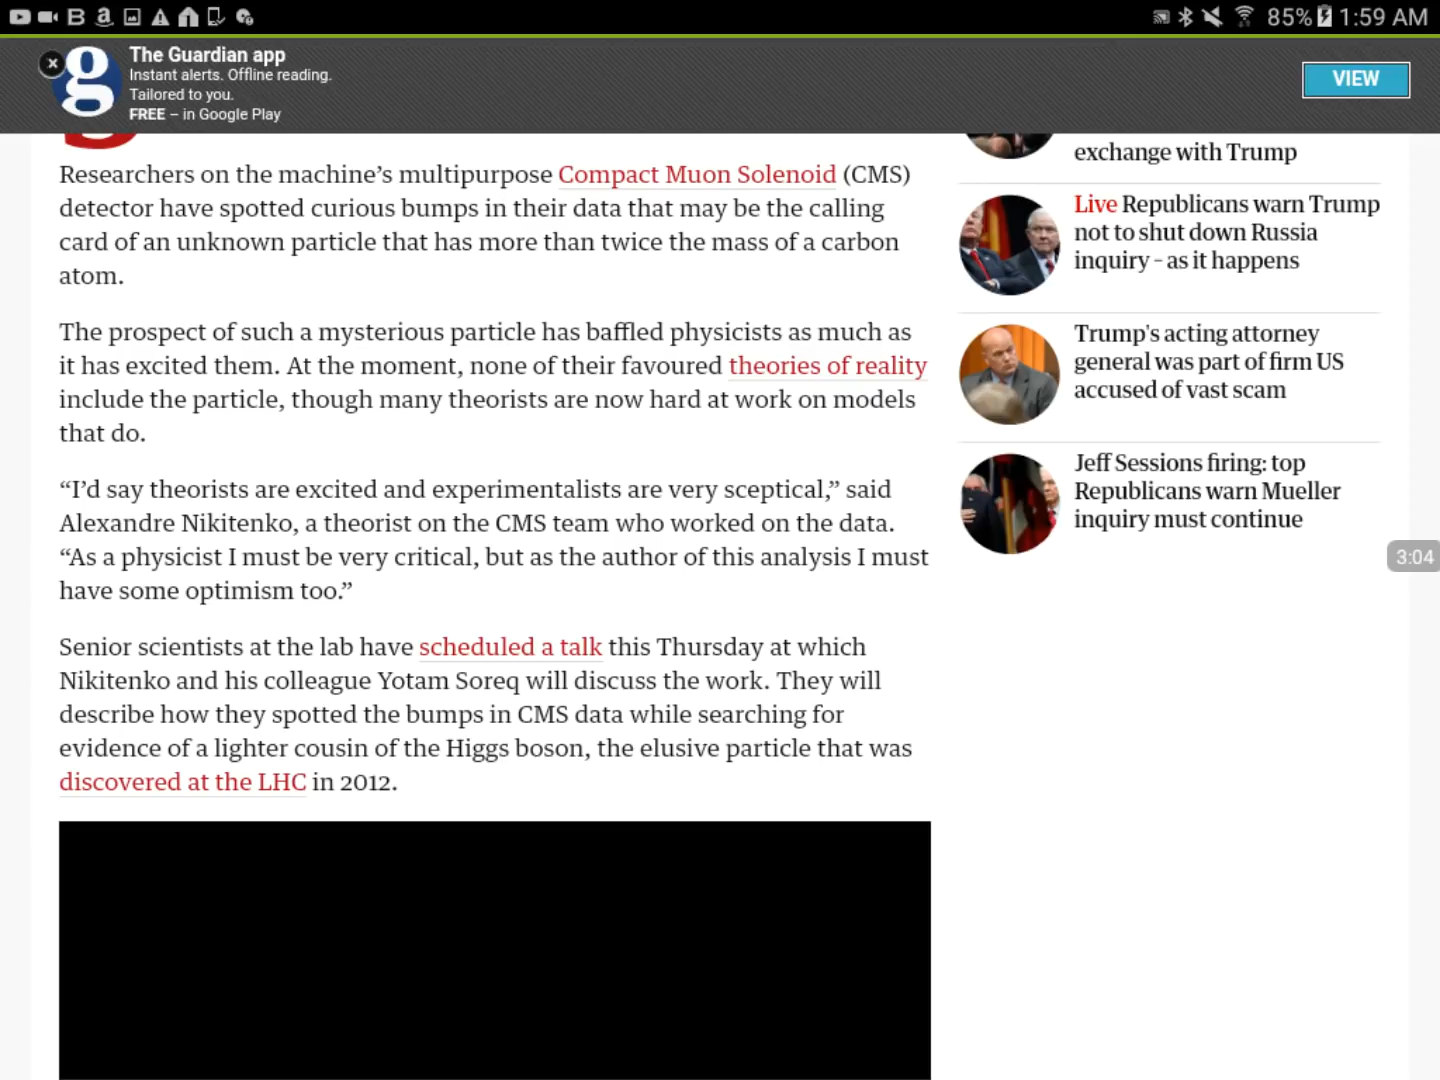 85% 1:59 AM
The Guardian app
Instant alerts. Offline reading.
Tailored to you.
FREE – in Google Play
VIEW
Researchers on the machine’s multipurpose Compact Muon Solenoid (CMS)
detector have spotted curious bumps in their data that may be the calling
card of an unknown particle that has more than twice the mass of a carbon
atom.
The prospect of such a mysterious particle has baffled physicists as much as
it has excited them. At the moment, none of their favoured theories of reality
include the particle, though many theorists are now hard at work on models
that do.
“I’d say theorists are excited and experimentalists are very sceptical,” said
Alexandre Nikitenko, a theorist on the CMS team who worked on the data.
“As a physicist I must be very critical, but as the author of this analysis I must
have some optimism too.”
Senior scientists at the lab have scheduled a talk this Thursday at which
Nikitenko and his colleague Yotam Soreq will discuss the work. They will
describe how they spotted the bumps in CMS data while searching for
evidence of a lighter cousin of the Higgs boson, the elusive particle that was
discovered at the LHC in 2012.
exchange with Trump
Live Republicans warn Trump
not to shut down Russia
inquiry – as it happens
Trump's acting attorney
general was part of firm US
accused of vast scam
Jeff Sessions firing: top
Republicans warn Mueller
inquiry must continue
3:04